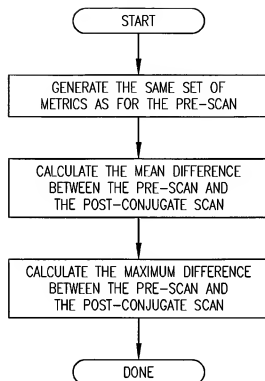 START
GENERATE THE SAME SET OF
METRICS AS FOR THE PRE-SCAN
CALCULATE THE MEAN DIFFERENCE
BETWEEN THE PRE-SCAN AND
THE POST-CONJUGATE SCAN
CALCULATE THE MAXIMUM DIFFERENCE
BETWEEN THE PRE-SCAN AND
THE POST-CONJUGATE SCAN
DONE